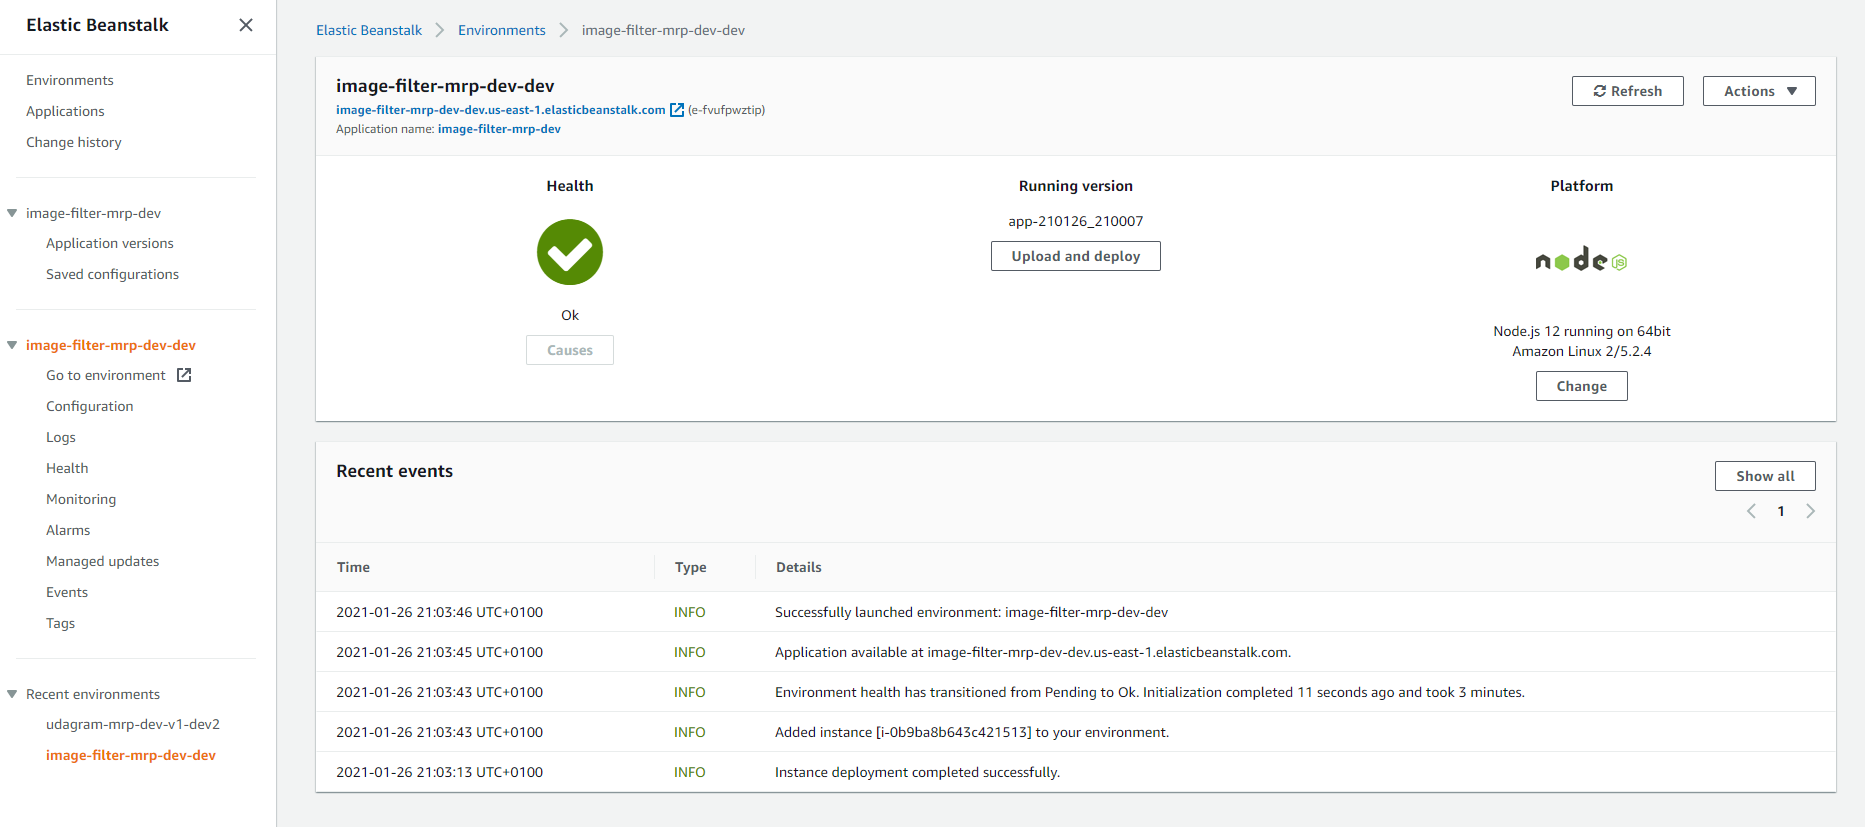 Elastic Beanstalk
Environments
Applications
Change history
image-filter-mrp-dev
Application versions
Saved configurations
image-filter-mrp-dev-dev
Go to environment
Configuration
Logs
Health
Monitoring
Alarms
Managed updates
Events
Tags
Recent environments
udagram-mrp-dev-v1-dev2
image-filter-mrp-dev-dev
Elastic Beanstalk Environments image-filter-mrp-dev-dev
image-filter-mrp-dev-dev
image-filter-mrp-dev-dev.us-east-1.elasticbeanstalk.com (e-fvufpwztip)
Application name: image-filter-mrp-dev
Refresh
Actions
Health
Ok
Causes
Running version
app-210126_210007
Upload and deploy
Platform
node JS
Node.js 12 running on 64bit
Amazon Linux 2/5.2.4
Change
Recent events
Show all
1
Time Type Details
2021-01-26 21:03:46 UTC+0100 INFO Successfully launched environment: image-filter-mrp-dev-dev
2021-01-26 21:03:45 UTC+0100 INFO Application available at image-filter-mrp-dev-dev.us-east-1.elasticbeanstalk.com.
2021-01-26 21:03:43 UTC+0100 INFO Environment health has transitioned from Pending to Ok. Initialization completed 11 seconds ago and took 3 minutes.
2021-01-26 21:03:43 UTC+0100 INFO Added instance [i-0b9ba8b643c421513] to your environment.
2021-01-26 21:03:13 UTC+0100 INFO Instance deployment completed successfully.